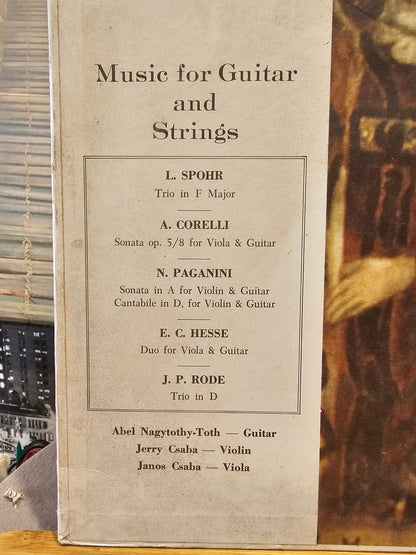 Music for Guitar
and
Strings
L. SPOHR
Trio in F Major
A. CORELLI
Sonata op. 5/8 for Viola & Guitar
N. PAGANINI
Sonata in A for Violin & Guitar
Cantabile in D, for Violin & Guitar
E. C. HESSE
Duo for Viola & Guitar
J. P. RODE
Trio in D
Abel Nagytothy-Toth — Guitar
Jerry Csaba — Violin
Janos Csaba — Viola